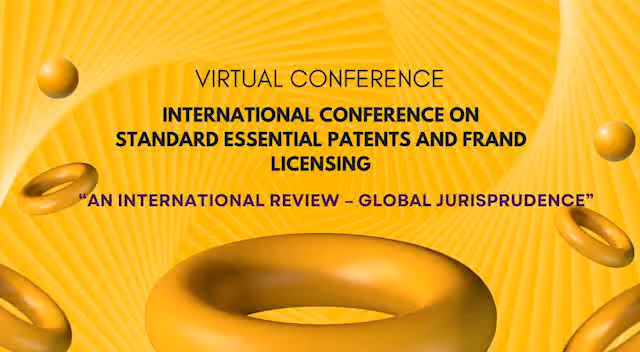 VIRTUAL CONFERENCE
INTERNATIONAL CONFERENCE ON
STANDARD ESSENTIAL PATENTS AND FRAND
LICENSING
“AN INTERNATIONAL REVIEW – GLOBAL JURISPRUDENCE”